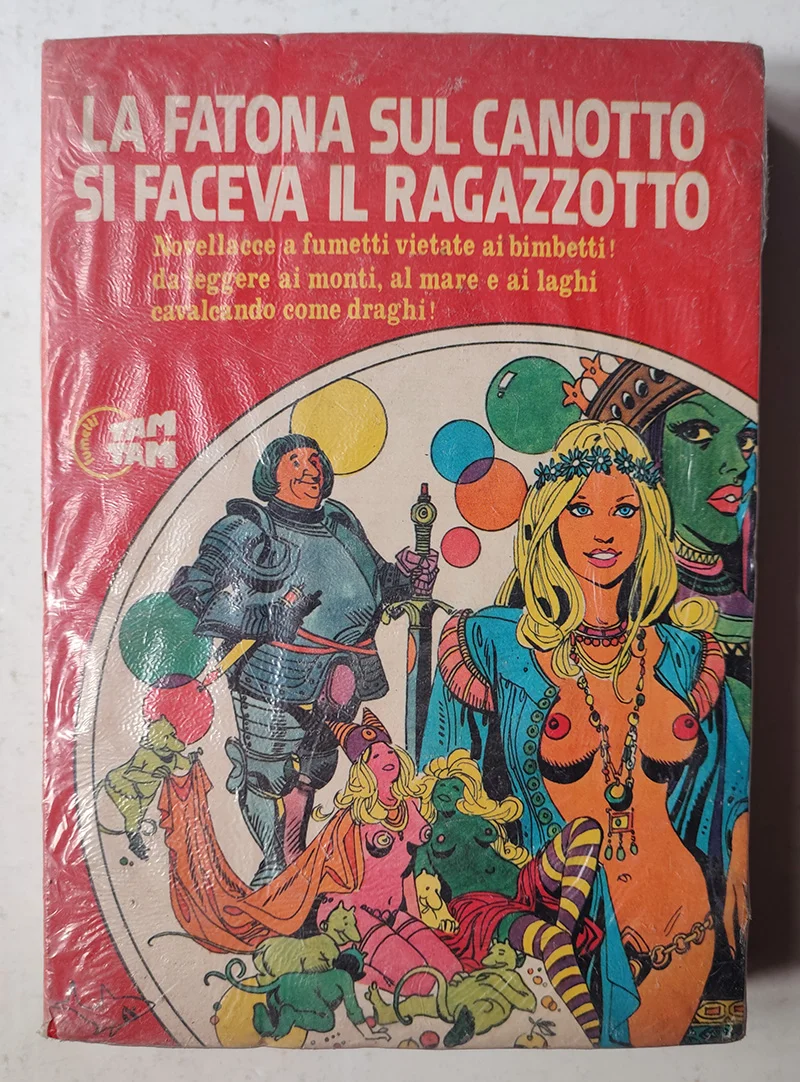 LA FATONA SUL CANOTTO
SI FACEVA IL RAGAZZOTTO
Novellacce a fumetti vietate ai bimbetti!
da leggere ai monti, al mare e ai laghi
cavalcando come draghi!
TAM
TAM